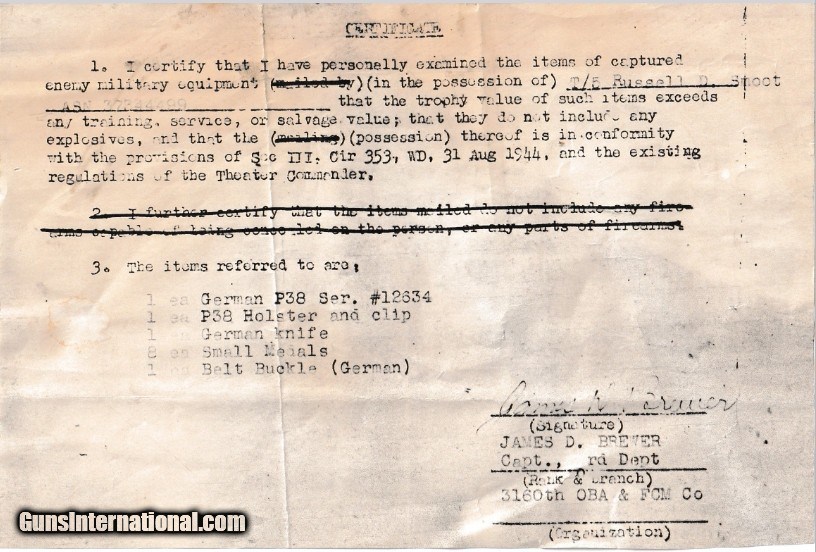 CERTIFICATE
1. I certify that I have personally examined the items of captured
enemy military equipment (mailed by)(in the possession of) T/5 Russell D. Smoot
ASN that the trophy value of such items exceeds
any training, service, or salvage value; that they do not include any
explosives, and that the (mailing)(possession) thereof is in conformity
with the provisions of Sec III, Cir 353, WD, 31 Aug 1944, and the existing
regulations of the Theater Commander.
2. I further certify that the items mailed do not include any fire
arms capable of being concealed on the person, or any parts of firearms.
3. The items referred to are:
1 ea German P38 Ser. #12634
1 ea P38 Holster and clip
1 ea German knife
8 ea Small Medals
1 ea Belt Buckle (German)
(Signature)
JAMES D. BREWER
Capt., rd Dept
(Rank & Branch)
3160th OBA & FCM Co
(Organization)
GunsInternational.com